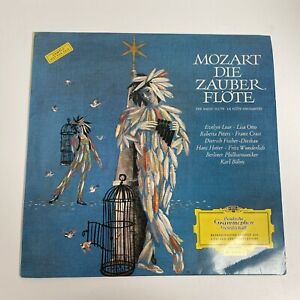 MOZART
DIE
ZAUBER
FLÖTE
THE MAGIC FLUTE · LA FLÛTE ENCHANTÉE
Evelyn Lear · Lisa Otto
Roberta Peters · Franz Crass
Dietrich Fischer-Dieskau
Hans Hotter · Fritz Wunderlich
Berliner Philharmoniker
Karl Böhm
Deutsche
Grammophon
Gesellschaft